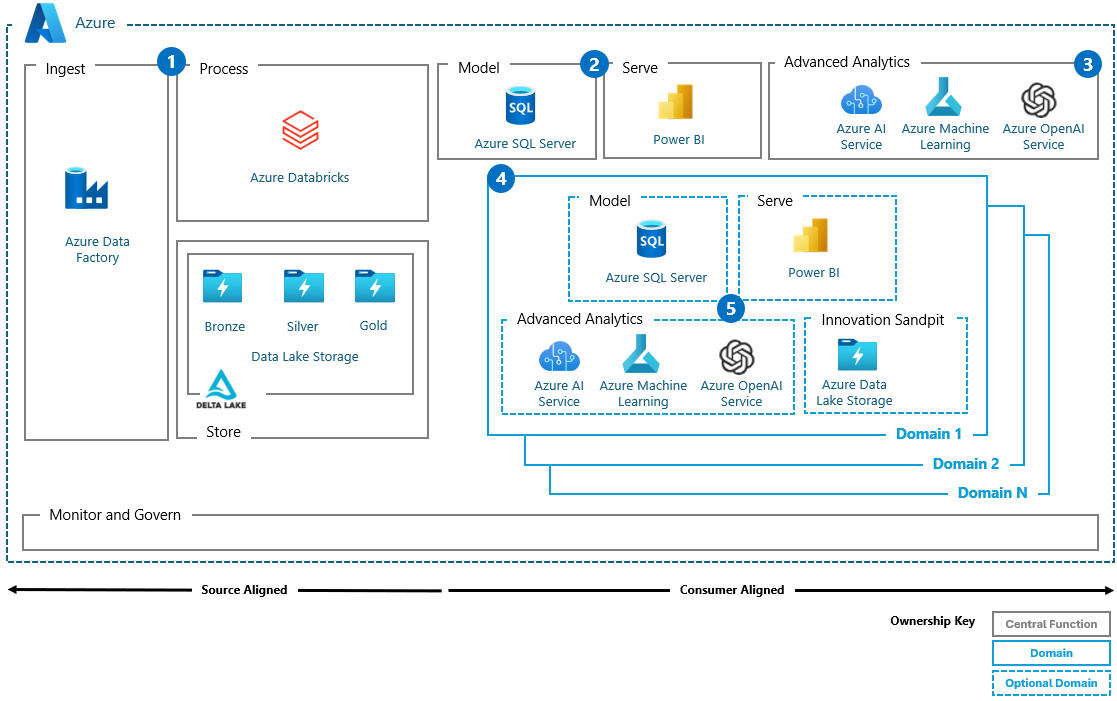 Azure
Ingest
1
Process
Model
2
Serve
Advanced Analytics
3
SQL
Azure Databricks
Azure SQL Server
Power BI
Azure AI
Service
Azure Machine
Learning
Azure OpenAI
Service
Azure Data
Factory
4
Model
Serve
SQL
Azure SQL Server
Power BI
5
Advanced Analytics
Innovation Sandpit
Azure AI
Service
Azure Machine
Learning
Azure OpenAI
Service
Azure Data
Lake Storage
Bronze
Silver
Gold
Data Lake Storage
DELTA LAKE
Store
Domain 1
Domain 2
Domain N
Monitor and Govern
Source Aligned
Consumer Aligned
Ownership Key
Central Function
Domain
Optional Domain